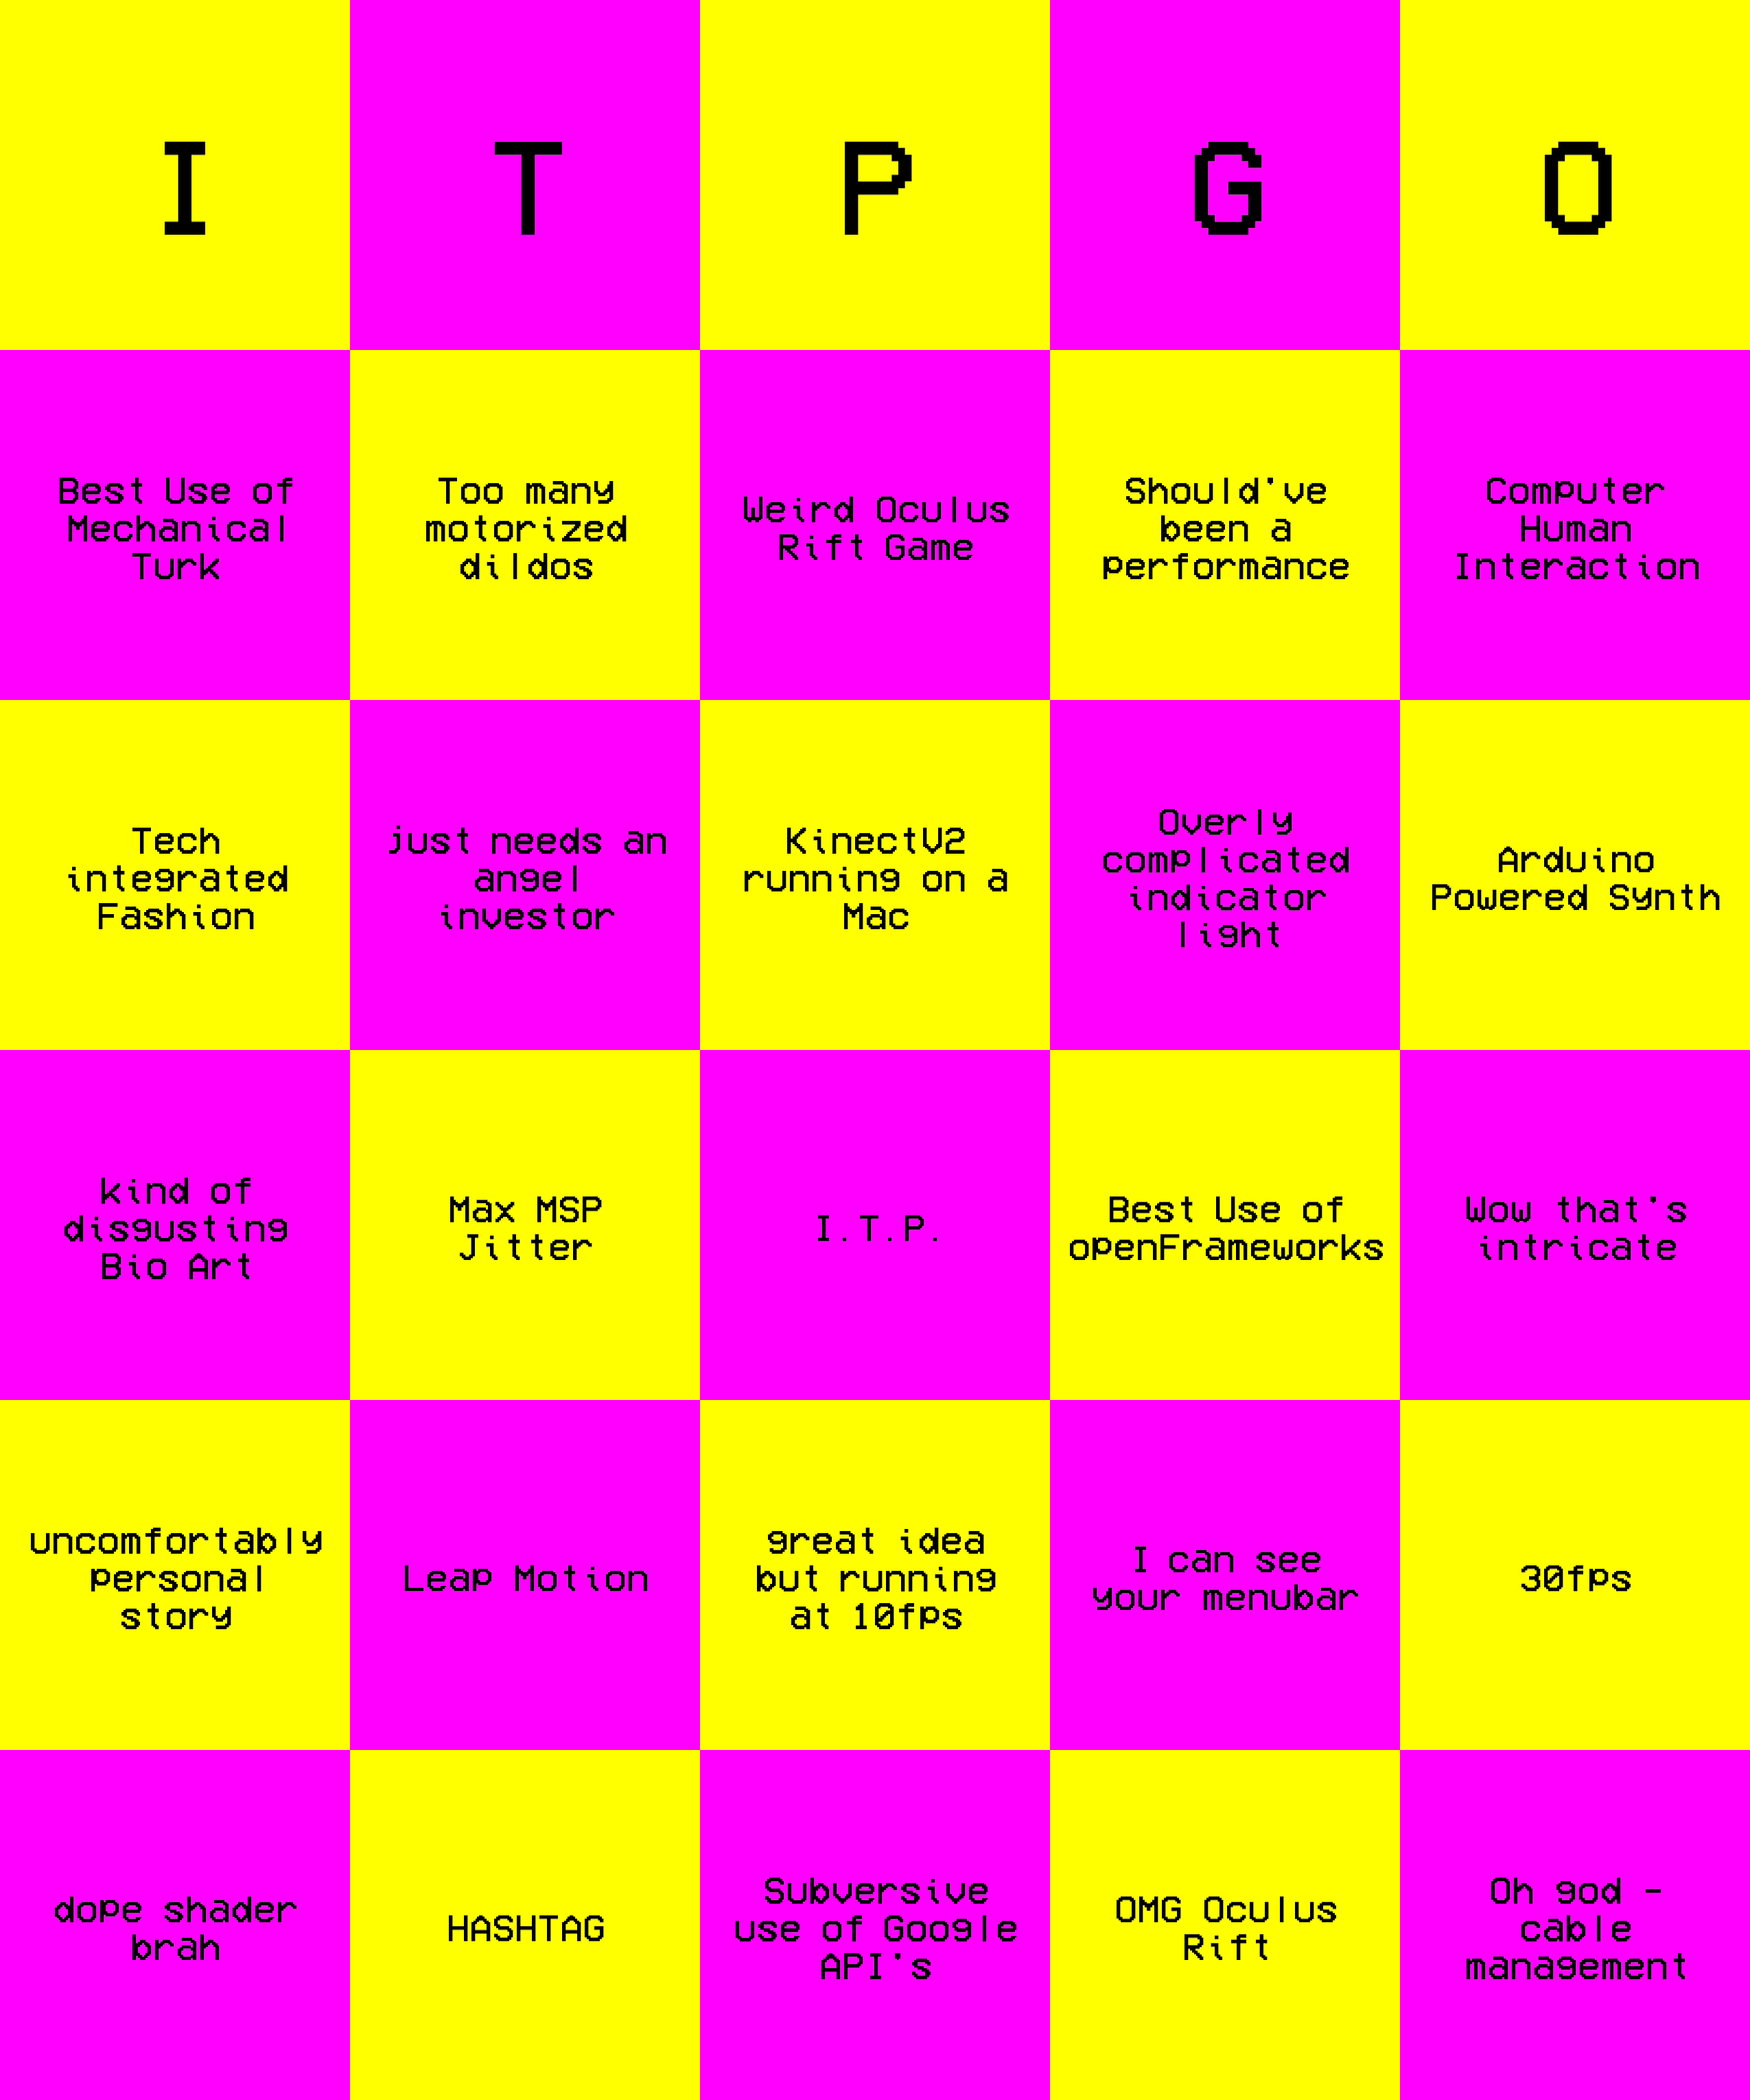 I T P G O
Best Use of
Mechanical
Turk
Too many
motorized
dildos
Weird Oculus
Rift Game
Should've
been a
performance
Computer
Human
Interaction
Tech
integrated
Fashion
just needs an
angel
investor
KinectV2
running on a
Mac
Overly
complicated
indicator
light
Arduino
Powered Synth
kind of
disgusting
Bio Art
Max MSP
Jitter
I.T.P.
Best Use of
openFrameworks
Wow that's
intricate
uncomfortably
personal
story
Leap Motion
great idea
but running
at 10fps
I can see
your menubar
30fps
dope shader
brah
HASHTAG
Subversive
use of Google
API's
OMG Oculus
Rift
Oh god -
cable
management